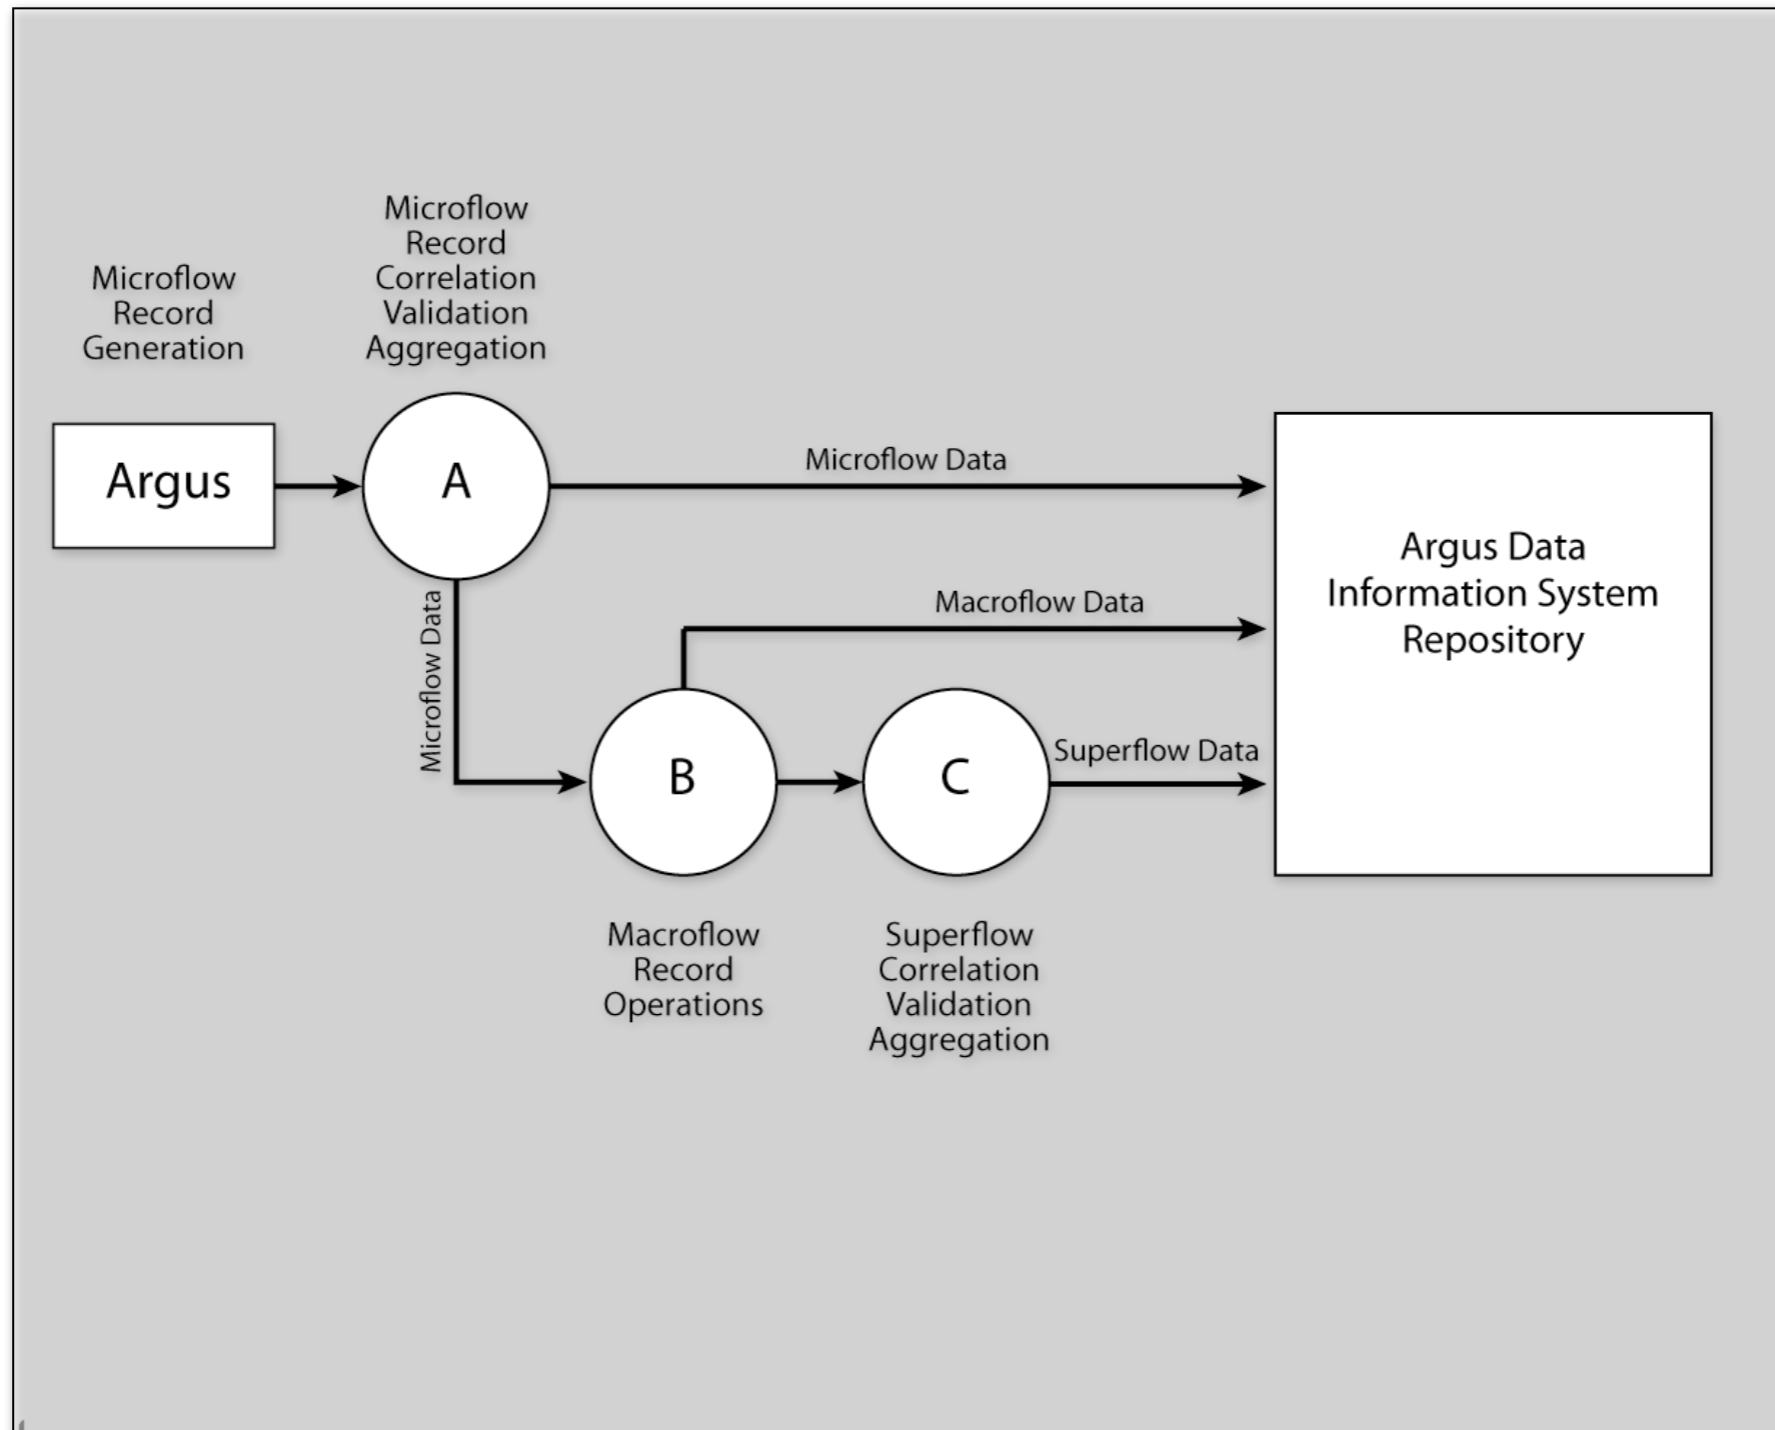 Microflow
Record
Generation
Microflow
Record
Correlation
Validation
Aggregation
Argus
A
Microflow Data
Argus Data
Information System
Repository
Microflow Data
Macroflow Data
B
C
Superflow Data
Macroflow
Record
Operations
Superflow
Correlation
Validation
Aggregation